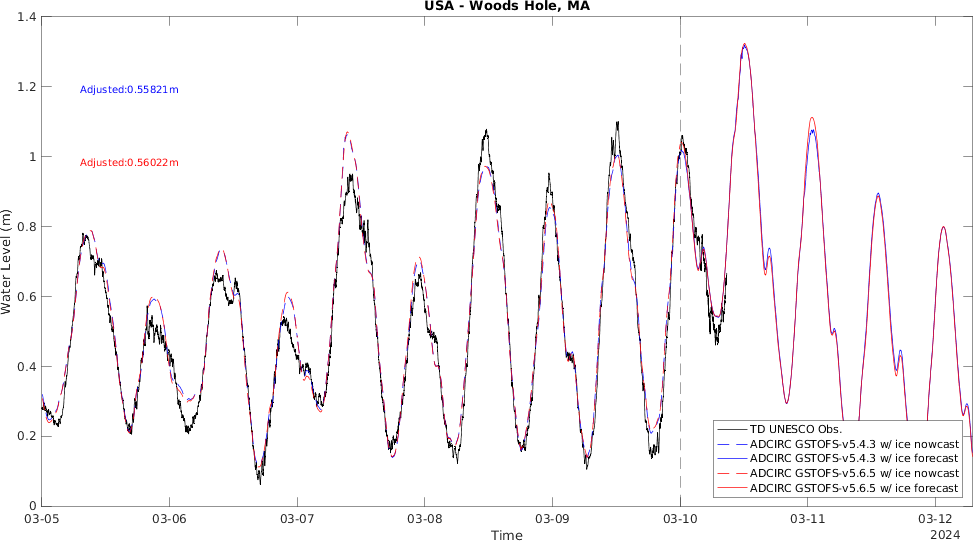 USA - Woods Hole, MA
1.4
1.2
1
0.8
0.6
0.4
0.2
0
Water Level (m)
Adjusted:0.55821m
Adjusted:0.56022m
TD UNESCO Obs.
ADCIRC GSTOFS-v5.4.3 w/ ice nowcast
ADCIRC GSTOFS-v5.4.3 w/ ice forecast
ADCIRC GSTOFS-v5.6.5 w/ ice nowcast
ADCIRC GSTOFS-v5.6.5 w/ ice forecast
03-05 03-06 03-07 03-08 03-09 03-10 03-11 03-12
Time
2024